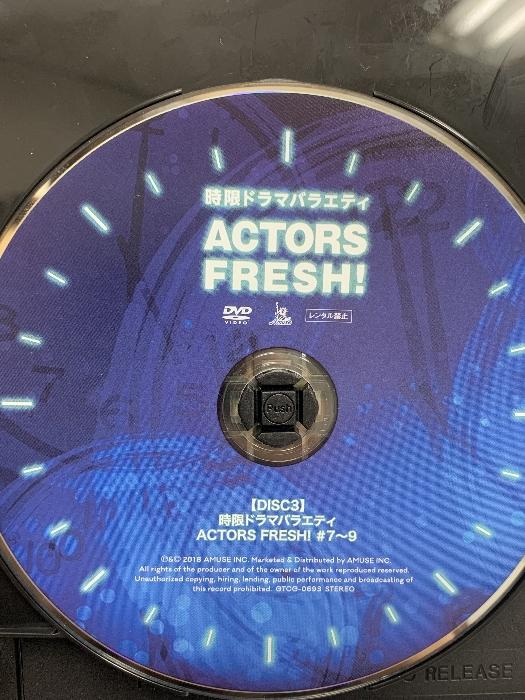 時限ドラマバラエティ
ACTORS
FRESH!
DVD
VIDEO
レンタル禁止
Push
【DISC3】
時限ドラマバラエティ
ACTORS FRESH! #7〜9
Ⓟ&© 2018 AMUSE INC. Marketed & Distributed by AMUSE INC.
All rights of the producer and of the owner of the work reproduced reserved.
Unauthorized copying, hiring, lending, public performance and broadcasting of
this record prohibited. GTCG-0693 STEREO
RELEASE